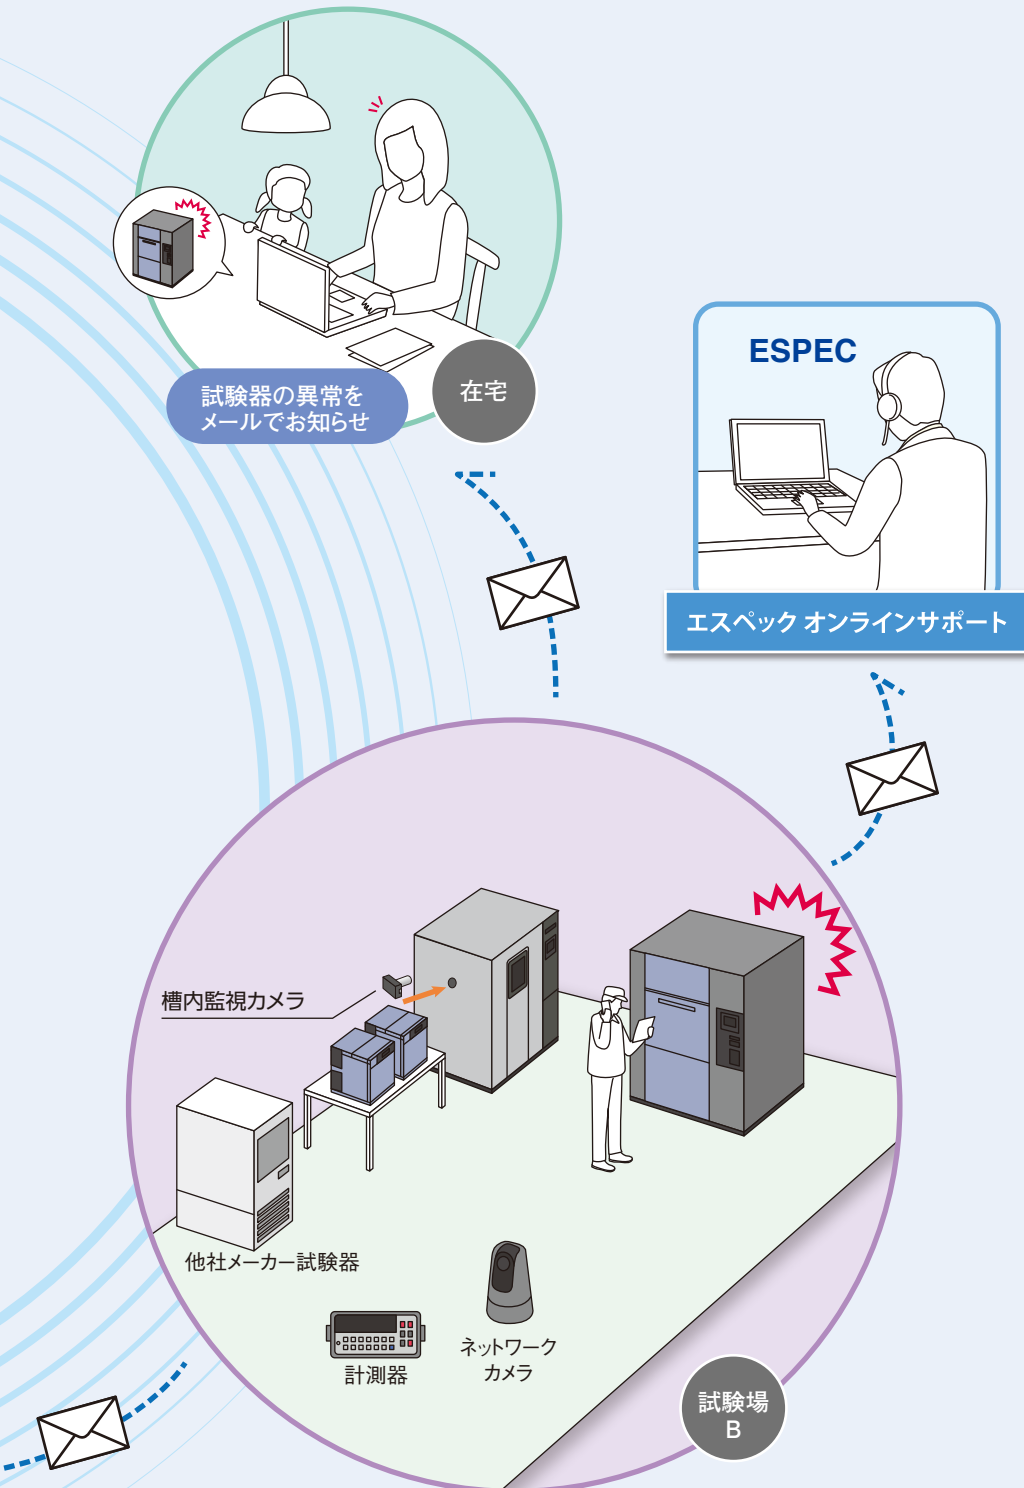 試験器の異常を
メールでお知らせ
在宅
ESPEC
エスペック オンラインサポート
槽内監視カメラ
他社メーカー試験器
計測器
ネットワーク
カメラ
試験場
B